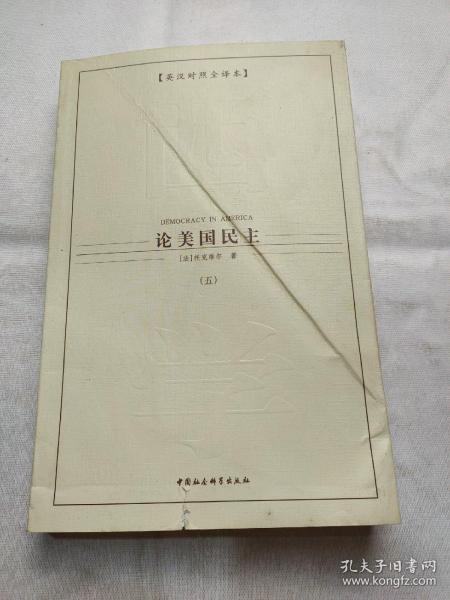 【英汉对照全译本】
DEMOCRACY IN AMERICA
论美国民主
[法]托克维尔 著
(五)
中国社会科学出版社
孔夫子旧书网
www.kongfz.com